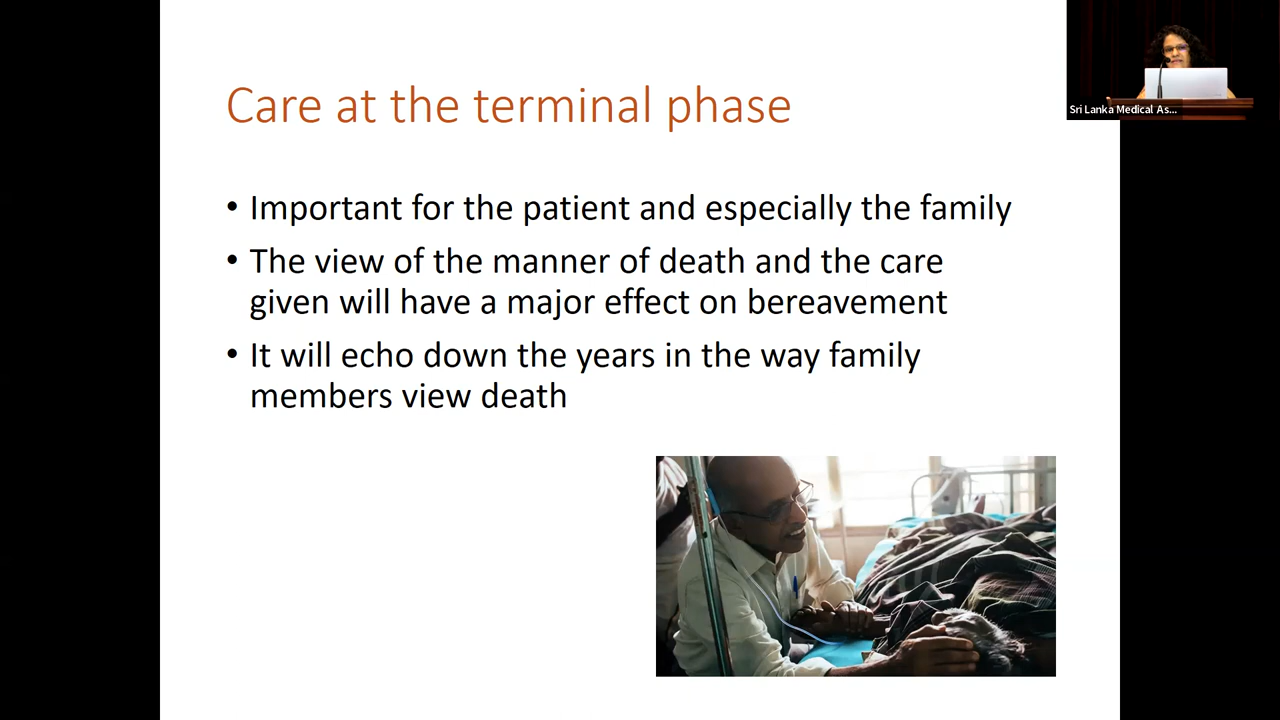 Care at the terminal phase
• Important for the patient and especially the family
• The view of the manner of death and the care
given will have a major effect on bereavement
• It will echo down the years in the way family
members view death
Sri Lanka Medical As...